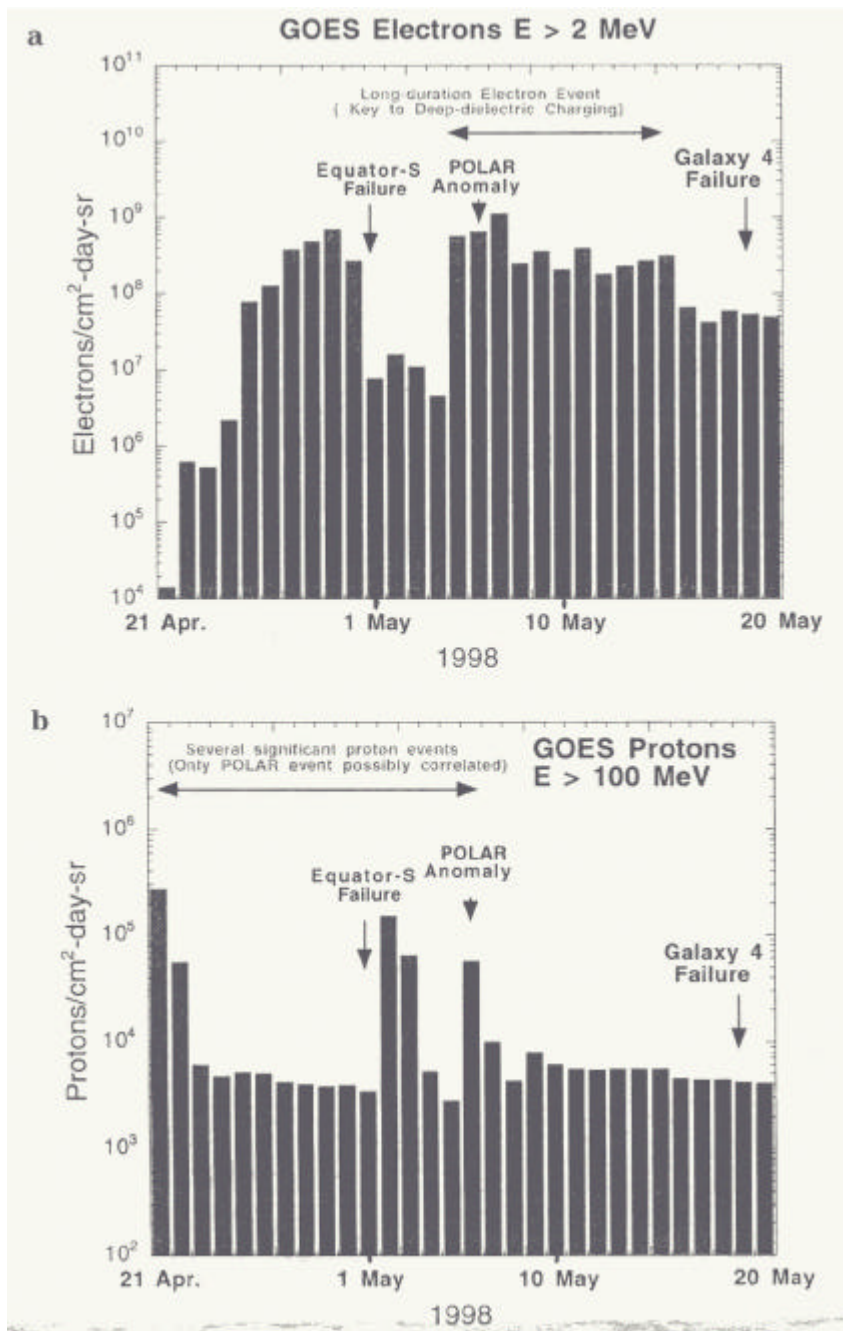 a
GOES Electrons E > 2 MeV
10¹¹
Long-duration Electron Event
( Key to Deep-dielectric Charging)
10¹⁰
Equator-S
Failure
POLAR
Anomaly
Galaxy 4
Failure
10⁹
10⁸
10⁷
10⁶
10⁵
10⁴
Electrons/cm²-day-sr
21 Apr.
1 May
10 May
20 May
1998
b
10⁷
Several significant proton events
(Only POLAR event possibly correlated)
GOES Protons
E > 100 MeV
10⁶
Equator-S
Failure
POLAR
Anomaly
10⁵
Galaxy 4
Failure
10⁴
10³
10²
Protons/cm²-day-sr
21 Apr.
1 May
10 May
20 May
1998